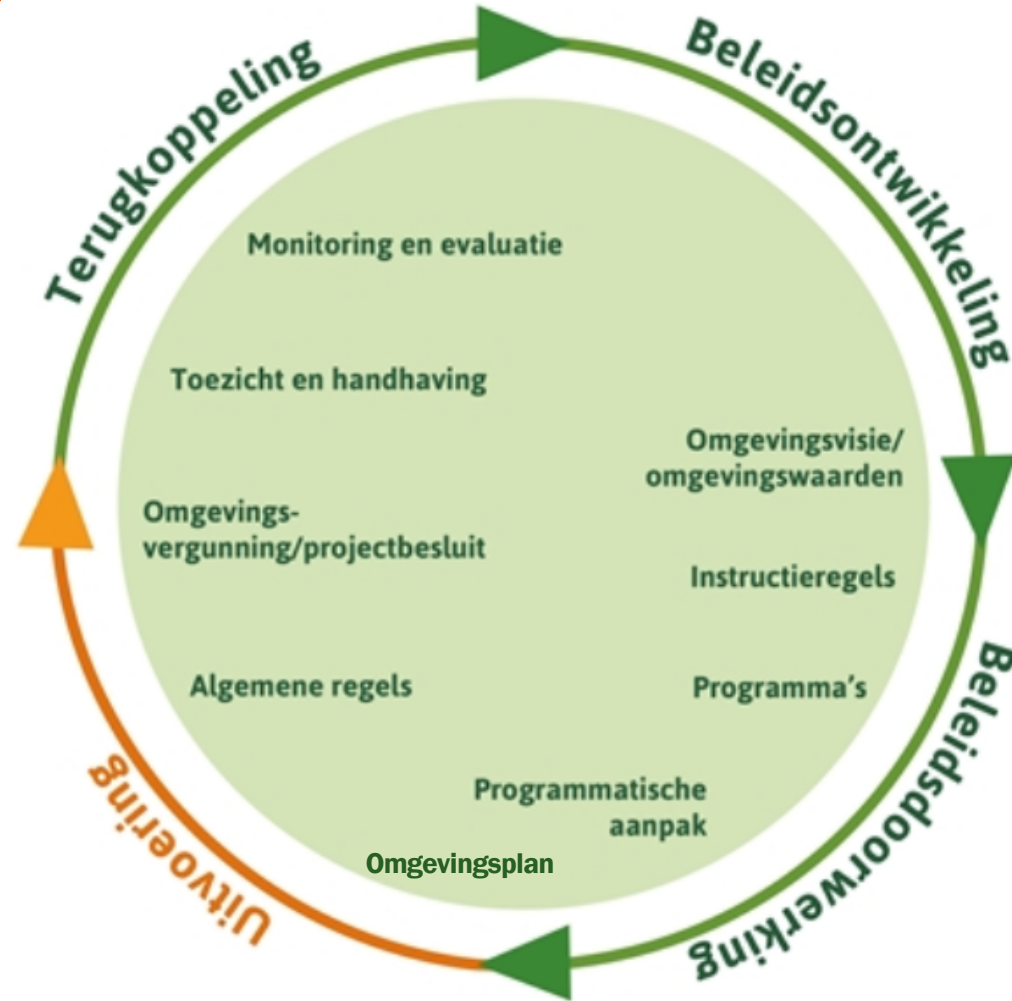 Terugkoppeling
Beleidsontwikkeling
Monitoring en evaluatie
Toezicht en handhaving
Omgevingsvisie/
omgevingswaarden
Omgevings-
vergunning/projectbesluit
Instructieregels
Algemene regels
Programma's
Beleidsdoorwerking
Uitvoering
Programmatische
aanpak
Omgevingsplan